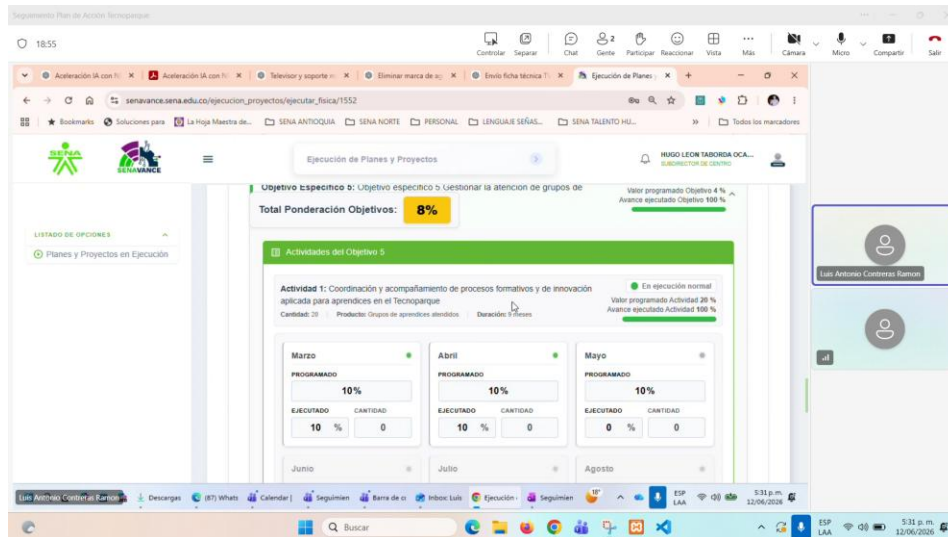 Seguimiento Plan de Acción Tecnoparque
18:55
Controlar Separar Chat Gente Participar Reaccionar Vista Más Cámara Micro Compartir Salir
2
Aceleración IA con
Aceleración IA con
Televisor y soporte
Eliminar marca de
Envío ficha técnica
Ejecución de Planes y
senavance.sena.edu.co/ejecucion_proyectos/ejecutar_fisica/1552
Bookmarks Soluciones para La Hoja Maestra de... SENA ANTIOQUIA SENA NORTE PERSONAL LENGUAJE SEÑAS... SENA TALENTO HU... Todos los marcadores
SENA
SENAVANCE
Ejecución de Planes y Proyectos
HUGO LEON TABORDA OCA...
SUBDIRECTOR DE CENTRO
LISTADO DE OPCIONES
Planes y Proyectos en Ejecución
Objetivo Específico 5: Objetivo específico 5 Gestionar la atención de grupos de
Valor programado Objetivo 4 %
Avance ejecutado Objetivo 100 %
Total Ponderación Objetivos: 8%
Actividades del Objetivo 5
Actividad 1: Coordinación y acompañamiento de procesos formativos y de innovación
aplicada para aprendices en el Tecnoparque
Cantidad: 28 Producto: Grupos de aprendices atendidos Duración: 9 meses
En ejecución normal
Valor programado Actividad 20 %
Avance ejecutado Actividad 100 %
Marzo Abril Mayo
PROGRAMADO PROGRAMADO PROGRAMADO
10% 10% 10%
EJECUTADO CANTIDAD EJECUTADO CANTIDAD EJECUTADO CANTIDAD
10 % 0 10 % 0 0 % 0
Junio Julio Agosto
Luis Antonio Contreras Ramon
Luis Antonio Contreras Ramon
Descargas (87) Whats Calendar | Seguimien Barra de Inbox: Luis Ejecución Seguimien 18° ESP LAA 5:31 p.m. 12/06/2026
Buscar
ESP LAA 5:31 p. m. 12/06/2026